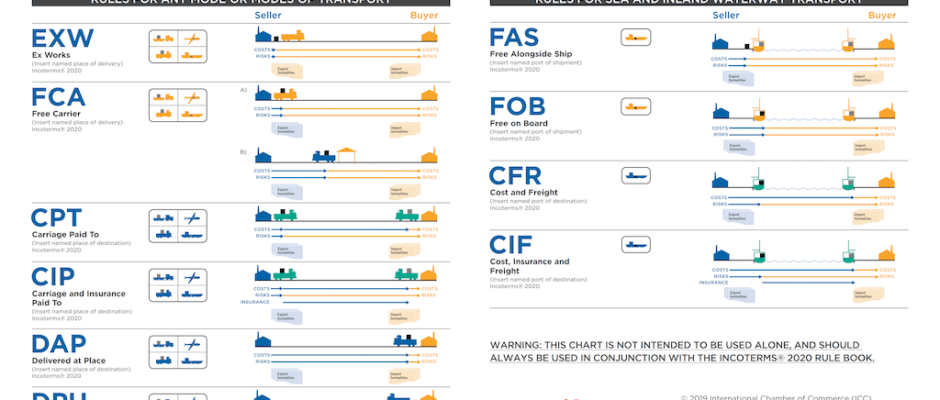 RULES FOR ANY MODE OR MODES OF TRANSPORT
Seller Buyer
EXW
Ex Works
(Insert named place of delivery)
Incoterms® 2020
COSTS COSTS
RISKS RISKS
Export formalities Import formalities
FCA
Free Carrier
(Insert named place of delivery)
Incoterms® 2020
A)
COSTS COSTS
RISKS RISKS
Export formalities Import formalities
B)
COSTS COSTS
RISKS RISKS
Export formalities Import formalities
CPT
Carriage Paid To
(Insert named place of destination)
Incoterms® 2020
COSTS COSTS
RISKS RISKS
Export formalities Import formalities
CIP
Carriage and Insurance
Paid To
(Insert named place of destination)
Incoterms® 2020
COSTS COSTS
RISKS RISKS
INSURANCE
Export formalities Import formalities
DAP
Delivered at Place
(Insert named place of destination)
Incoterms® 2020
COSTS COSTS
RISKS RISKS
Export formalities Import formalities
DPU
RULES FOR SEA AND INLAND WATERWAY TRANSPORT
Seller Buyer
FAS
Free Alongside Ship
(Insert named port of shipment)
Incoterms® 2020
COSTS COSTS
RISKS RISKS
Export formalities Import formalities
FOB
Free on Board
(Insert named port of shipment)
Incoterms® 2020
COSTS COSTS
RISKS RISKS
Export formalities Import formalities
CFR
Cost and Freight
(Insert named port of destination)
Incoterms® 2020
COSTS COSTS
RISKS RISKS
Export formalities Import formalities
CIF
Cost, Insurance and
Freight
(Insert named port of destination)
Incoterms® 2020
COSTS COSTS
RISKS RISKS
INSURANCE
Export formalities Import formalities
WARNING: THIS CHART IS NOT INTENDED TO BE USED ALONE, AND SHOULD
ALWAYS BE USED IN CONJUNCTION WITH THE INCOTERMS® 2020 RULE BOOK.
© 2019 International Chamber of Commerce (ICC)